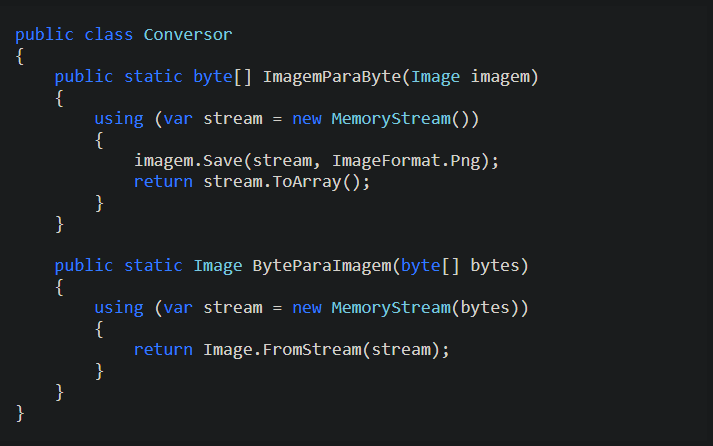 public class Conversor
{
    public static byte[] ImagemParaByte(Image imagem)
    {
        using (var stream = new MemoryStream())
        {
            imagem.Save(stream, ImageFormat.Png);
            return stream.ToArray();
        }
    }

    public static Image ByteParaImagem(byte[] bytes)
    {
        using (var stream = new MemoryStream(bytes))
        {
            return Image.FromStream(stream);
        }
    }
}